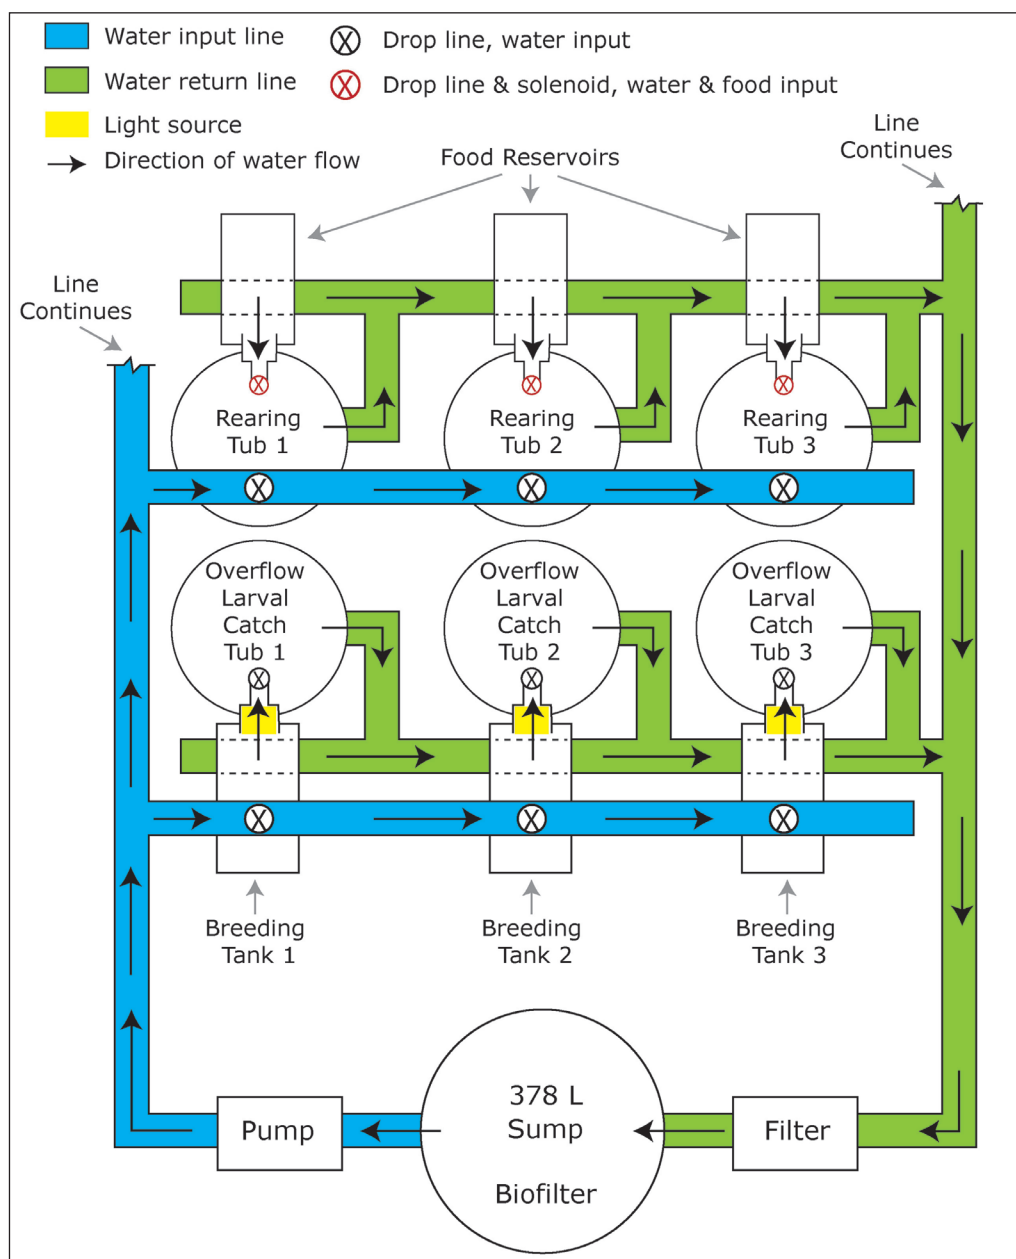 Water input line
Drop line, water input
Water return line
Drop line & solenoid, water & food input
Light source
Direction of water flow
Line
Continues
Food Reservoirs
Line
Continues
Rearing
Tub 1
Rearing
Tub 2
Rearing
Tub 3
Overflow
Larval
Catch
Tub 1
Overflow
Larval
Catch
Tub 2
Overflow
Larval
Catch
Tub 3
Breeding
Tank 1
Breeding
Tank 2
Breeding
Tank 3
Pump
378 L
Sump
Biofilter
Filter